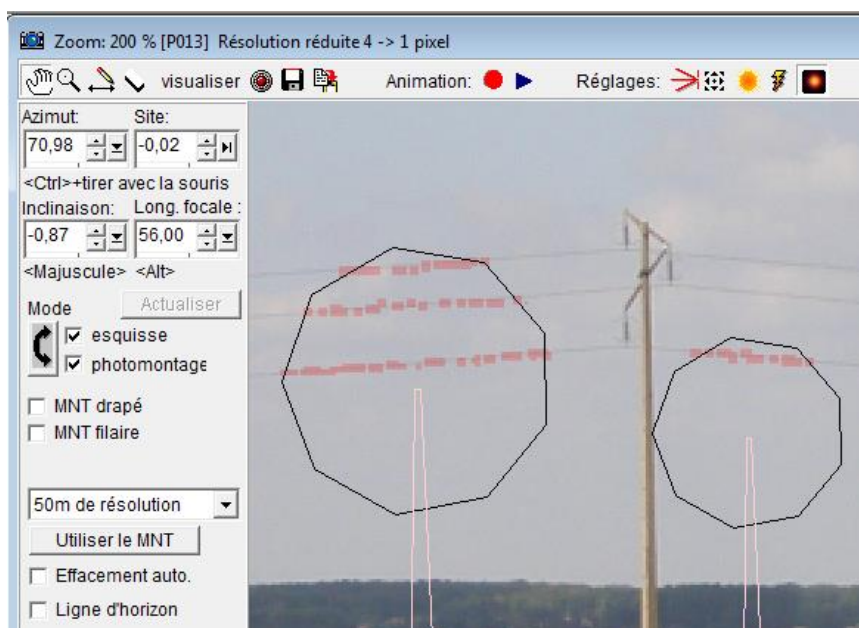 Zoom: 200 % [P013] Résolution réduite 4 -> 1 pixel
visualiser Animation: Réglages:
Azimut: Site:
70,98 -0,02
<Ctrl>+tirer avec la souris
Inclinaison: Long. focale :
-0,87 56,00
<Majuscule> <Alt>
Mode Actualiser
esquisse
photomontage
MNT drapé
MNT filaire
50m de résolution
Utiliser le MNT
Effacement auto.
Ligne d'horizon